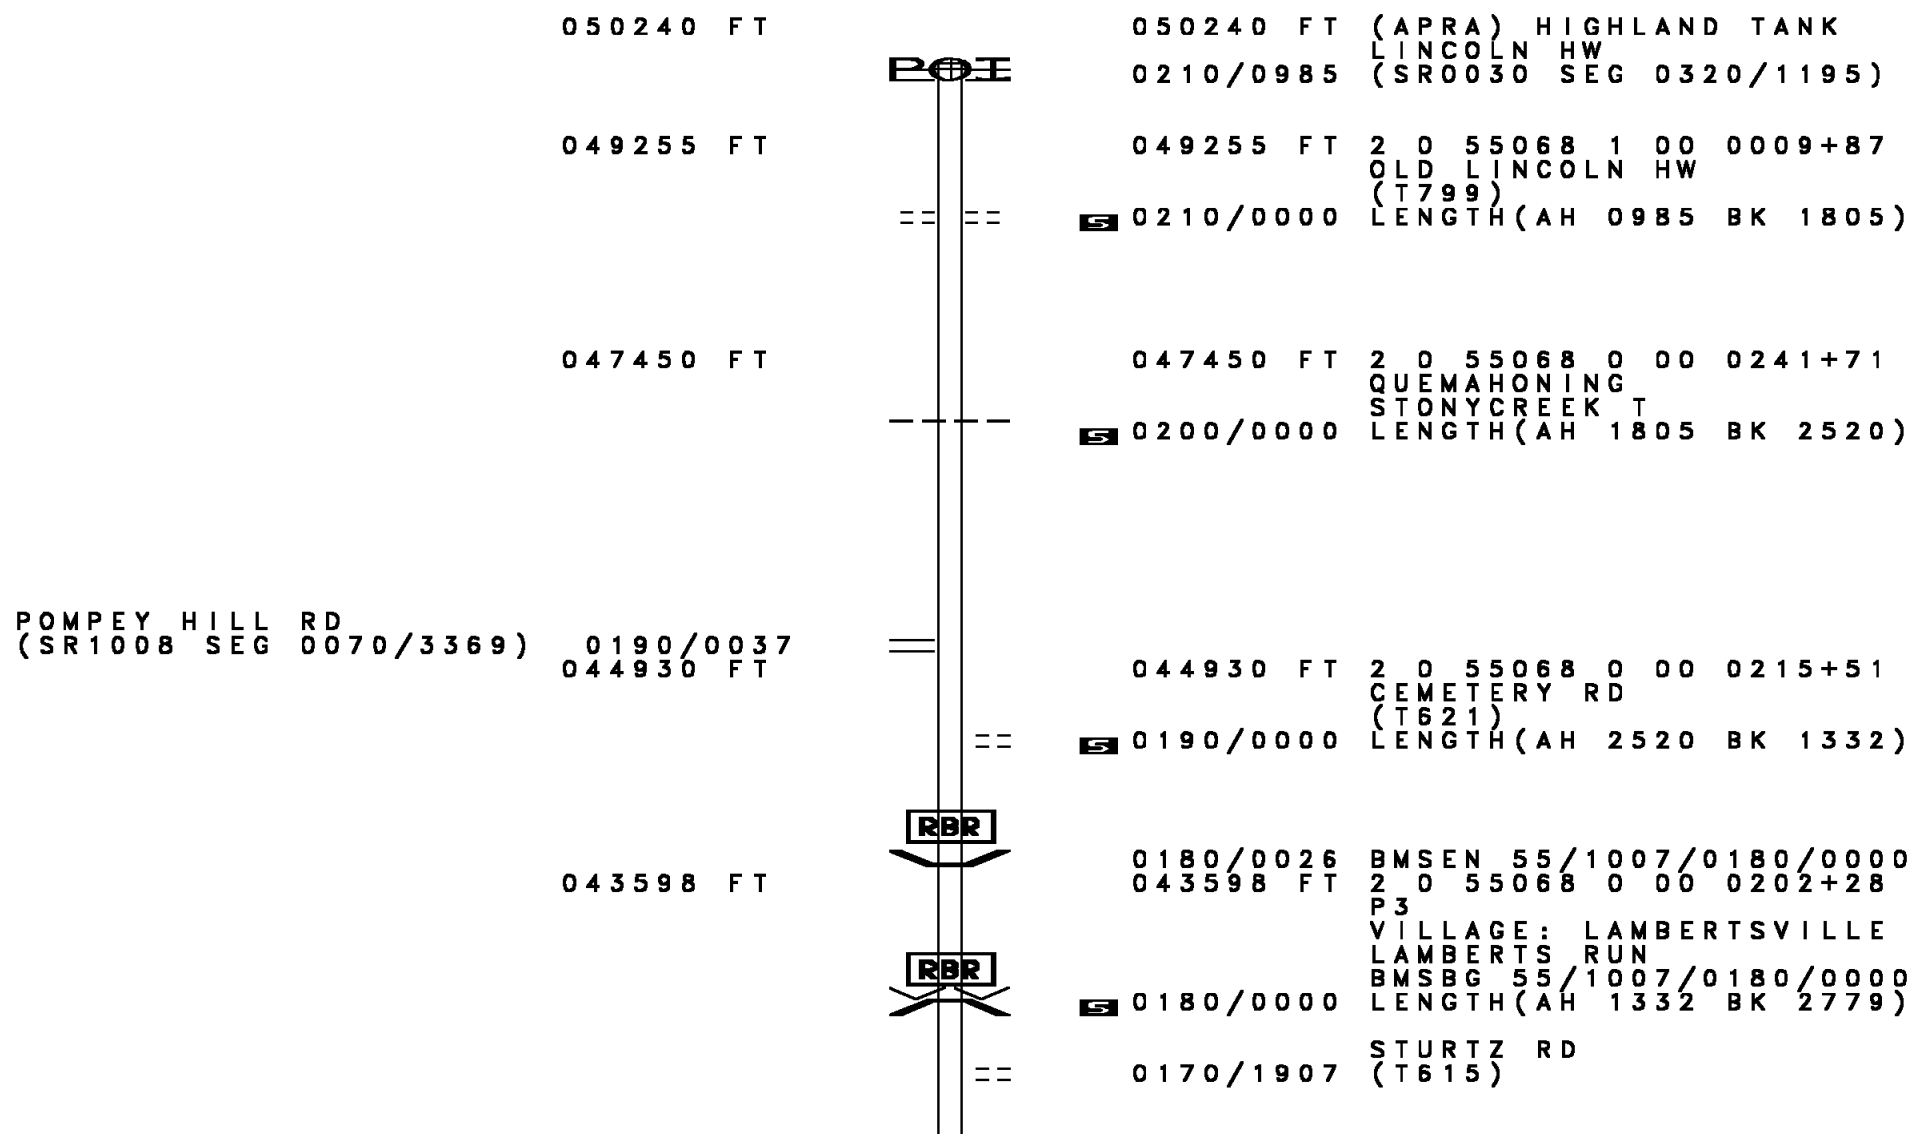 050240 FT 050240 FT (APRA) HIGHLAND TANK
LINCOLN HW
POI 0210/0985 (SR0030 SEG 0320/1195)
049255 FT 049255 FT 2 0 55068 1 00 0009+87
OLD LINCOLN HW
(T799)
S 0210/0000 LENGTH(AH 0985 BK 1805)
047450 FT 047450 FT 2 0 55068 0 00 0241+71
QUEMAHONING
STONYCREEK T
S 0200/0000 LENGTH(AH 1805 BK 2520)
POMPEY HILL RD
(SR1008 SEG 0070/3369) 0190/0037
044930 FT 044930 FT 2 0 55068 0 00 0215+51
CEMETERY RD
(T621)
S 0190/0000 LENGTH(AH 2520 BK 1332)
RBR
0180/0026 BMSEN 55/1007/0180/0000
043598 FT 043598 FT 2 0 55068 0 00 0202+28
P3
VILLAGE: LAMBERTSVILLE
LAMBERTS RUN
RBR BMSBG 55/1007/0180/0000
S 0180/0000 LENGTH(AH 1332 BK 2779)
STURTZ RD
0170/1907 (T615)